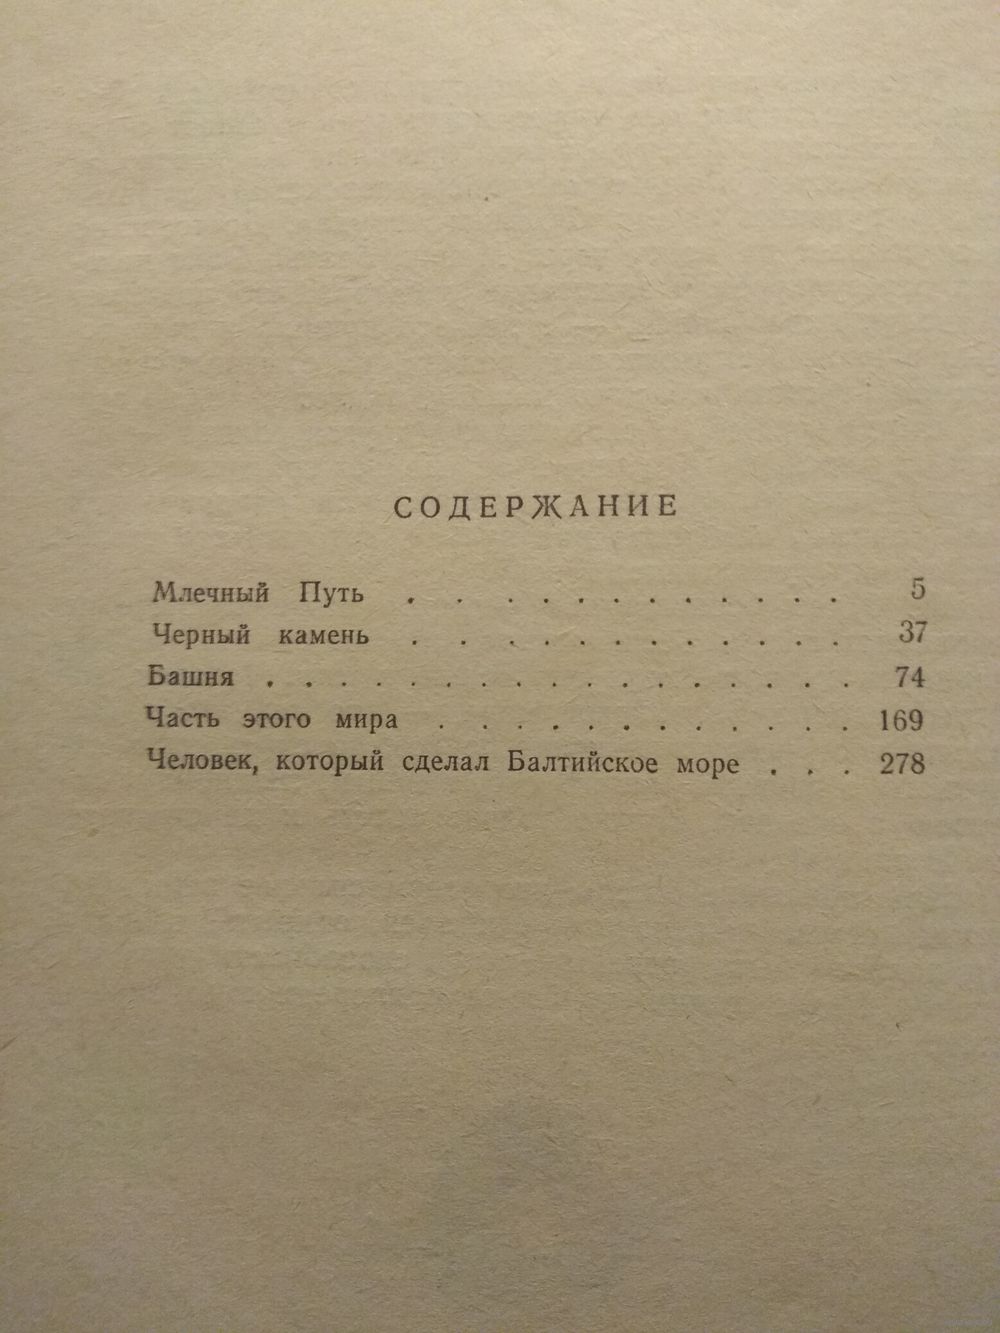 СОДЕРЖАНИЕ
Млечный Путь . . . . . . . . . . . . 5
Черный камень . . . . . . . . . . . . 37
Башня . . . . . . . . . . . . . . . . . 74
Часть этого мира . . . . . . . . . . . . 169
Человек, который сделал Балтийское море . . . 278